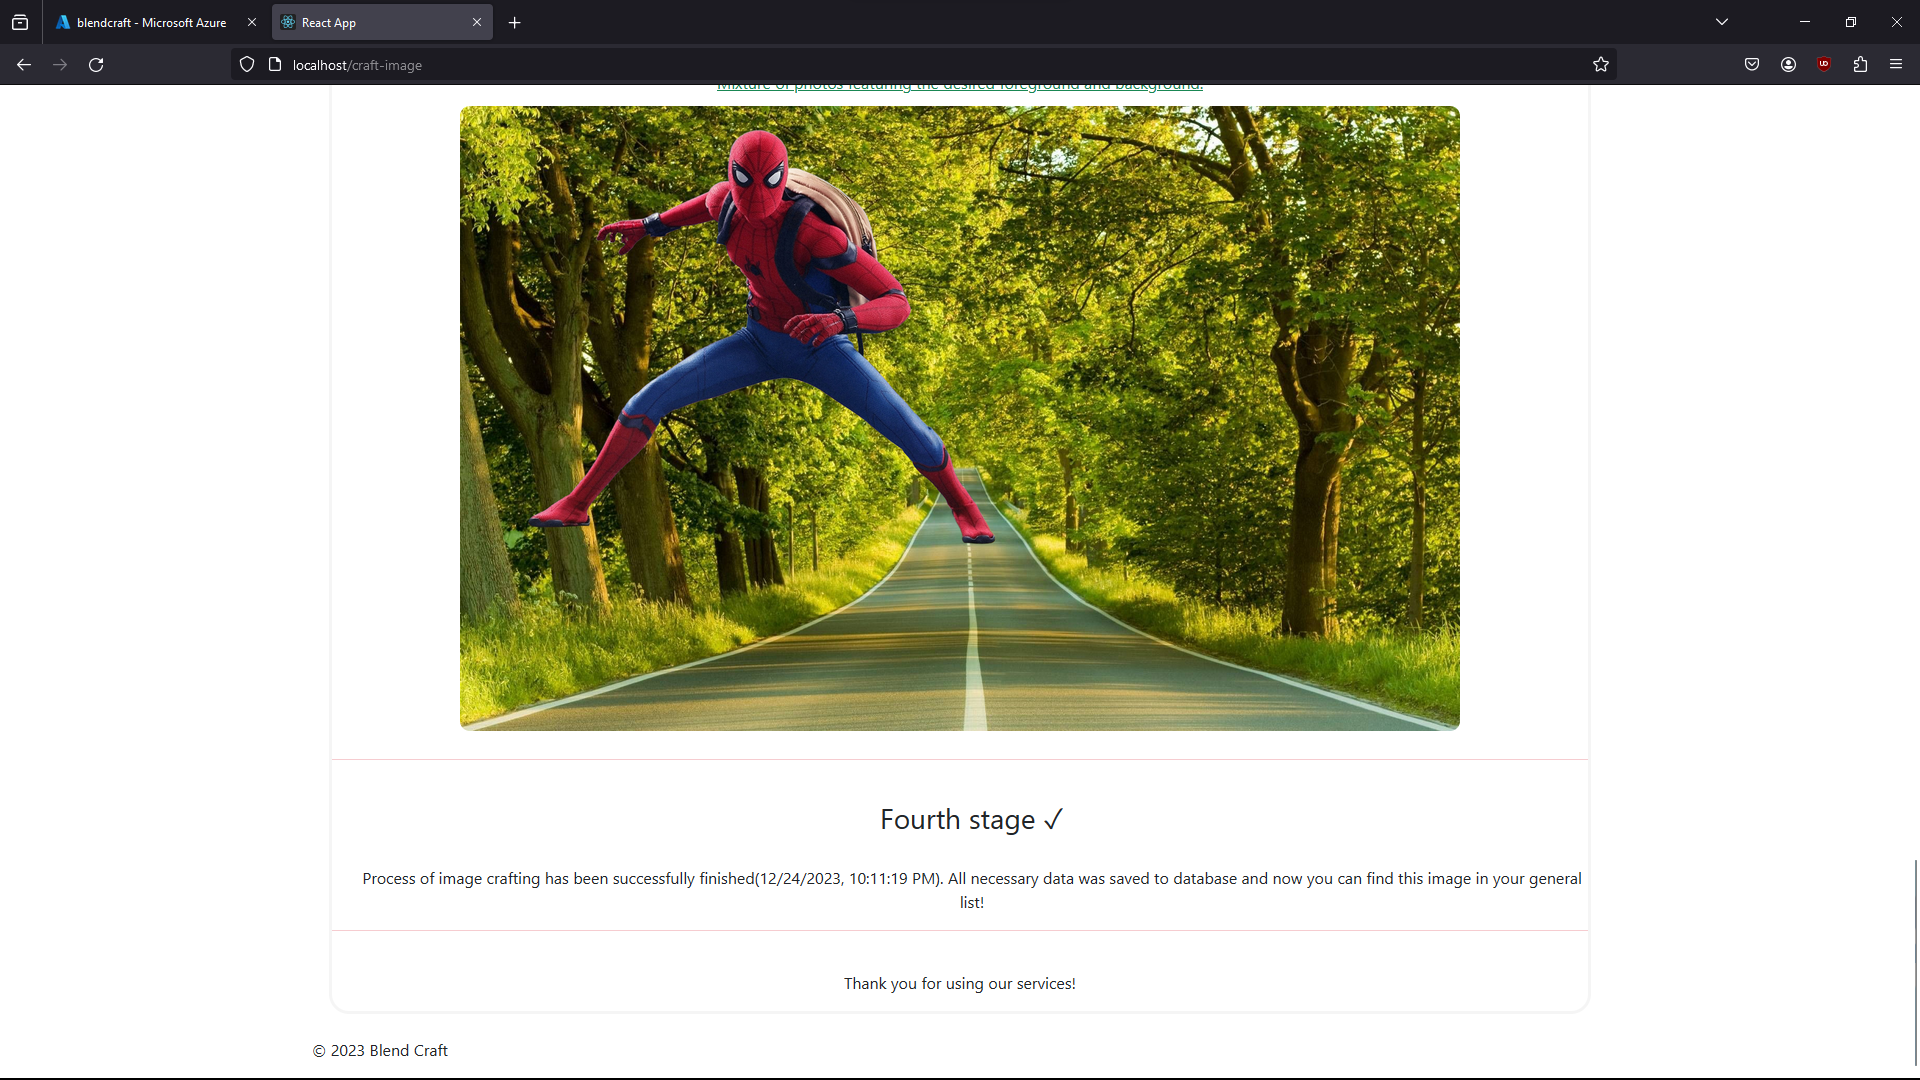 blendcraft - Microsoft Azure
React App
localhost/craft-image
Mixture of photos featuring the desired foreground and background.
Fourth stage ✓
Process of image crafting has been successfully finished(12/24/2023, 10:11:19 PM). All necessary data was saved to database and now you can find this image in your general
list!
Thank you for using our services!
© 2023 Blend Craft